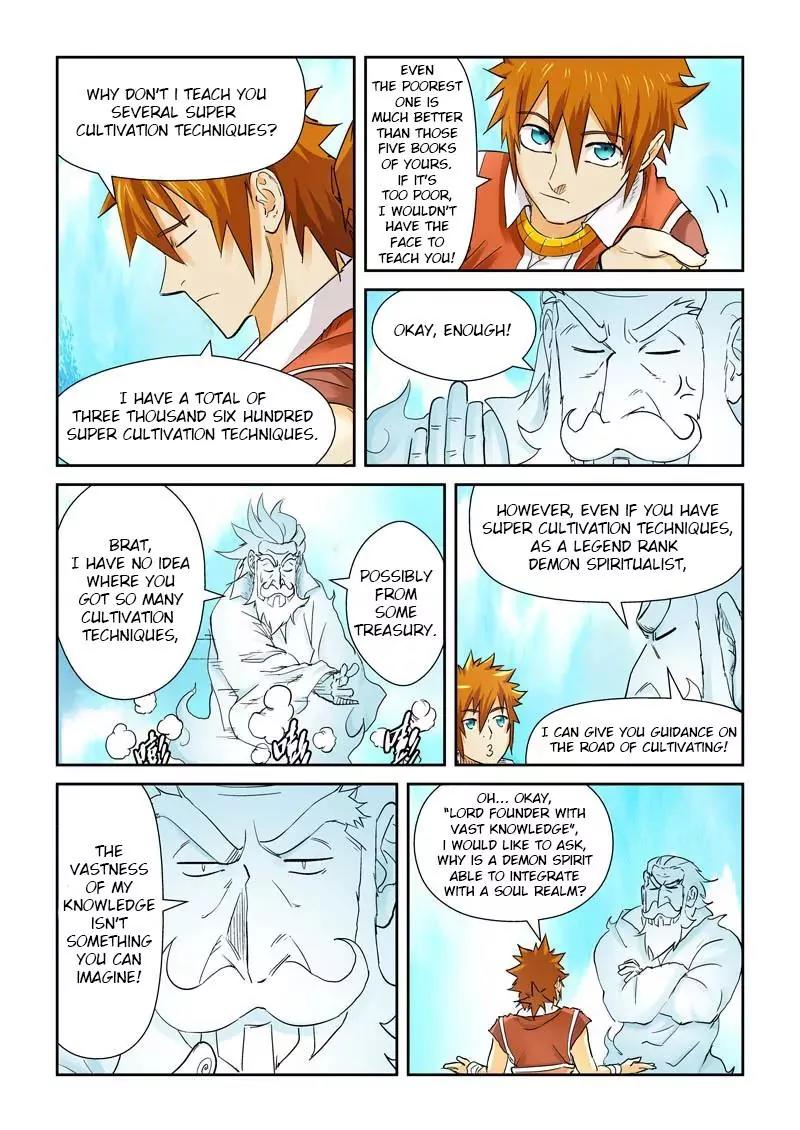 WHY DON'T I TEACH YOU
SEVERAL SUPER
CULTIVATION TECHNIQUES?
I HAVE A TOTAL OF
THREE THOUSAND SIX HUNDRED
SUPER CULTIVATION TECHNIQUES.
EVEN
THE POOREST
ONE IS
MUCH BETTER
THAN THOSE
FIVE BOOKS
OF YOURS.
IF IT'S
TOO POOR,
I WOULDN'T
HAVE THE
FACE TO
TEACH YOU!
OKAY, ENOUGH!
BRAT,
I HAVE NO IDEA
WHERE YOU
GOT SO MANY
CULTIVATION
TECHNIQUES,
POSSIBLY
FROM
SOME
TREASURY.
HOWEVER, EVEN IF YOU HAVE
SUPER CULTIVATION TECHNIQUES,
AS A LEGEND RANK
DEMON SPIRITUALIST,
I CAN GIVE YOU GUIDANCE ON
THE ROAD OF CULTIVATING!
THE
VASTNESS
OF MY
KNOWLEDGE
ISN'T
SOMETHING
YOU CAN
IMAGINE!
OH... OKAY,
"LORD FOUNDER WITH
VAST KNOWLEDGE",
I WOULD LIKE TO ASK,
WHY IS A DEMON SPIRIT
ABLE TO INTEGRATE
WITH A SOUL REALM?